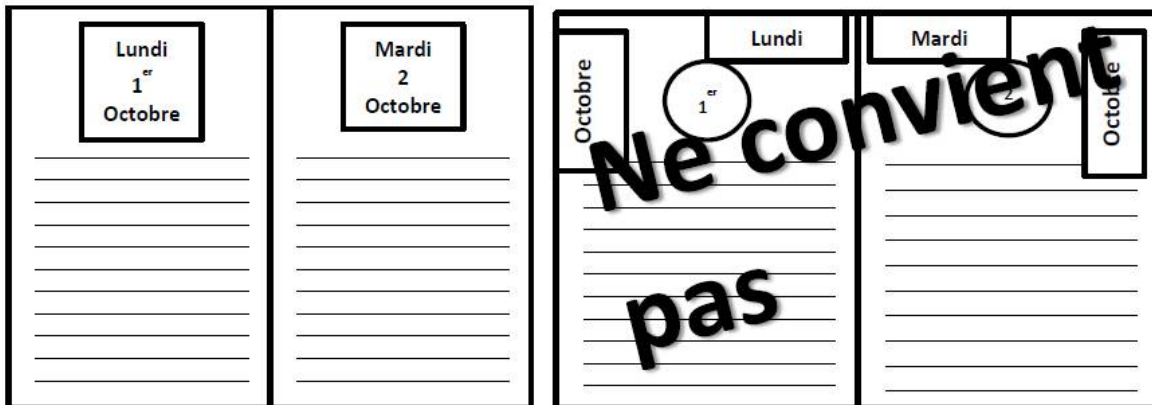 Lundi
1er
Octobre
Mardi
2
Octobre
Lundi
Mardi
Octobre
1er
2
Octobre
Ne convient
pas